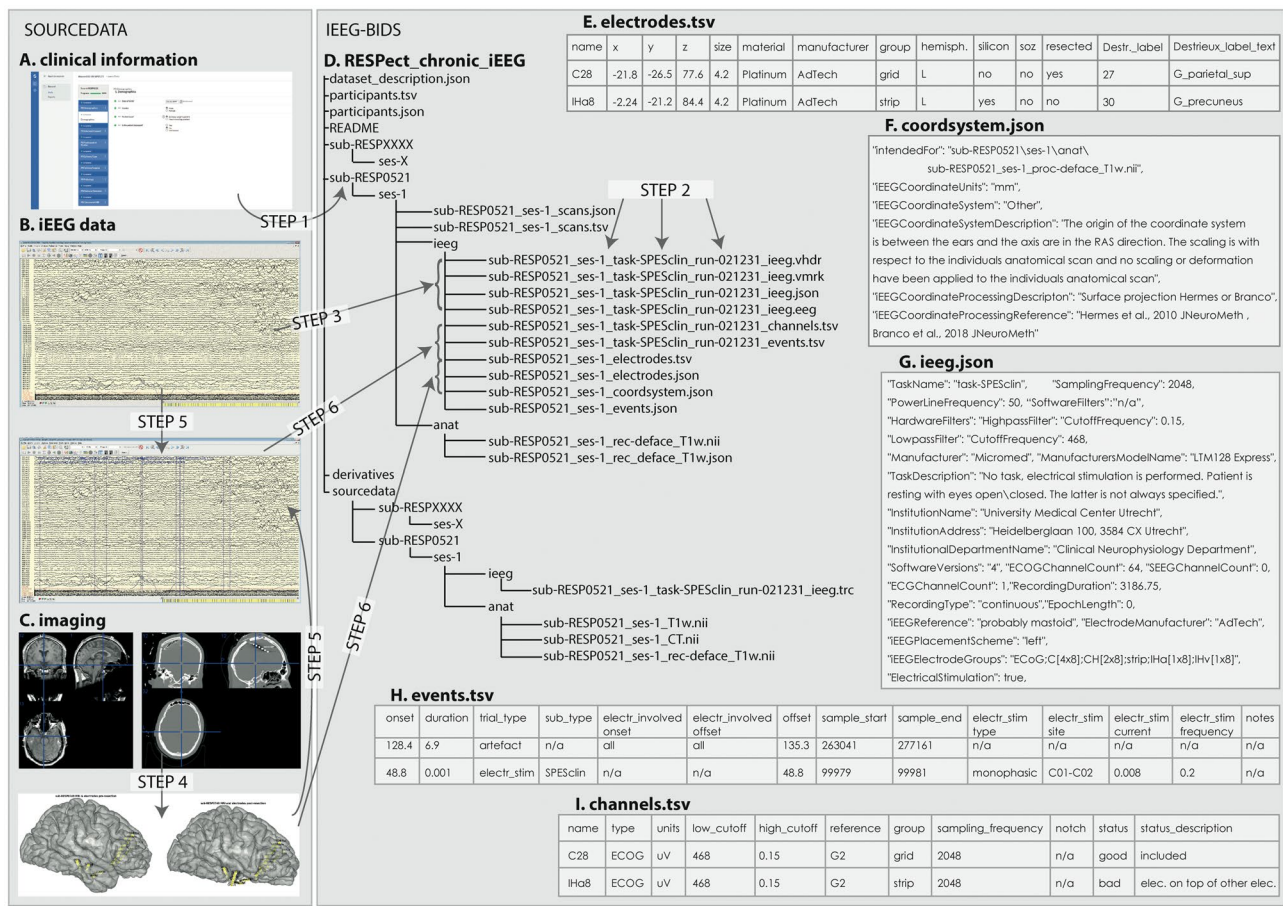 SOURCEDATA
A. clinical information
STEP 1
B. iEEG data
STEP 3
STEP 5
STEP 6
C. imaging
STEP 4
STEP 5
STEP 6
IEEG-BIDS
D. RESPect_chronic_iEEG
dataset_description.json
participants.tsv
participants.json
README
sub-RESPXXXX
ses-X
sub-RESP0521
ses-1
STEP 2
sub-RESP0521_ses-1_scans.json
sub-RESP0521_ses-1_scans.tsv
ieeg
sub-RESP0521_ses-1_task-SPESclin_run-021231_ieeg.vhdr
sub-RESP0521_ses-1_task-SPESclin_run-021231_ieeg.vmrk
sub-RESP0521_ses-1_task-SPESclin_run-021231_ieeg.json
sub-RESP0521_ses-1_task-SPESclin_run-021231_ieeg.eeg
sub-RESP0521_ses-1_task-SPESclin_run-021231_channels.tsv
sub-RESP0521_ses-1_task-SPESclin_run-021231_events.tsv
sub-RESP0521_ses-1_electrodes.tsv
sub-RESP0521_ses-1_electrodes.json
sub-RESP0521_ses-1_coordsystem.json
sub-RESP0521_ses-1_events.json
anat
sub-RESP0521_ses-1_rec-deface_T1w.nii
sub-RESP0521_ses-1_rec_deface_T1w.json
derivatives
sourcedata
sub-RESPXXXX
ses-X
sub-RESP0521
ses-1
ieeg
sub-RESP0521_ses-1_task-SPESclin_run-021231_ieeg.trc
anat
sub-RESP0521_ses-1_T1w.nii
sub-RESP0521_ses-1_CT.nii
sub-RESP0521_ses-1_rec-deface_T1w.nii
E. electrodes.tsv
name x y z size material manufacturer group hemisph. silicon soz resected Destr._label Destrieux_label_text
C28 -21.8 -26.5 77.6 4.2 Platinum AdTech grid L no no yes 27 G_parietal_sup
IHa8 -2.24 -21.2 84.4 4.2 Platinum AdTech strip L yes no no 30 G_precuneus
F. coordsystem.json
"intendedFor": "sub-RESP0521\ses-1\anat\
sub-RESP0521_ses-1_proc-deface_T1w.nii",
"iEEGCoordinateUnits": "mm",
"iEEGCoordinateSystem": "Other",
"iEEGCoordinateSystemDescription": "The origin of the coordinate system
is between the ears and the axis are in the RAS direction. The scaling is with
respect to the individuals anatomical scan and no scaling or deformation
have been applied to the individuals anatomical scan",
"iEEGCoordinateProcessingDescripton": "Surface projection Hermes or Branco",
"iEEGCoordinateProcessingReference": "Hermes et al., 2010 JNeuroMeth ,
Branco et al., 2018 JNeuroMeth"
G. ieeg.json
"TaskName": "task-SPESclin", "SamplingFrequency": 2048,
"PowerLineFrequency": 50, "SoftwareFilters":"n/a",
"HardwareFilters": "HighpassFilter": "CutoffFrequency": 0.15,
"LowpassFilter": "CutoffFrequency": 468,
"Manufacturer": "Micromed", "ManufacturersModelName": "LTM128 Express",
"TaskDescription": "No task, electrical stimulation is performed. Patient is
resting with eyes open\closed. The latter is not always specified.",
"InstitutionName": "University Medical Center Utrecht",
"InstitutionAddress": "Heidelberglaan 100, 3584 CX Utrecht",
"InstitutionalDepartmentName": "Clinical Neurophysiology Department",
"SoftwareVersions": "4", "ECOGChannelCount": 64, "SEEGChannelCount": 0,
"ECGChannelCount": 1,"RecordingDuration": 3186.75,
"RecordingType": "continuous","EpochLength": 0,
"iEEGReference": "probably mastoid", "ElectrodeManufacturer": "AdTech",
"iEEGPlacementScheme": "left",
"iEEGElectrodeGroups": "ECoG;C[4x8];CH[2x8];strip;IHa[1x8];IHv[1x8]",
"ElectricalStimulation": true,
H. events.tsv
onset duration trial_type sub_type electr_involved onset electr_involved offset offset sample_start sample_end electr_stim type electr_stim site electr_stim current electr_stim frequency notes
128.4 6.9 artefact n/a all all 135.3 263041 277161 n/a n/a n/a n/a n/a
48.8 0.001 electr_stim SPESclin n/a n/a 48.8 99979 99981 monophasic C01-C02 0.008 0.2 n/a
I. channels.tsv
name type units low_cutoff high_cutoff reference group sampling_frequency notch status status_description
C28 ECOG uV 468 0.15 G2 grid 2048 n/a good included
IHa8 ECOG uV 468 0.15 G2 strip 2048 n/a bad elec. on top of other elec.